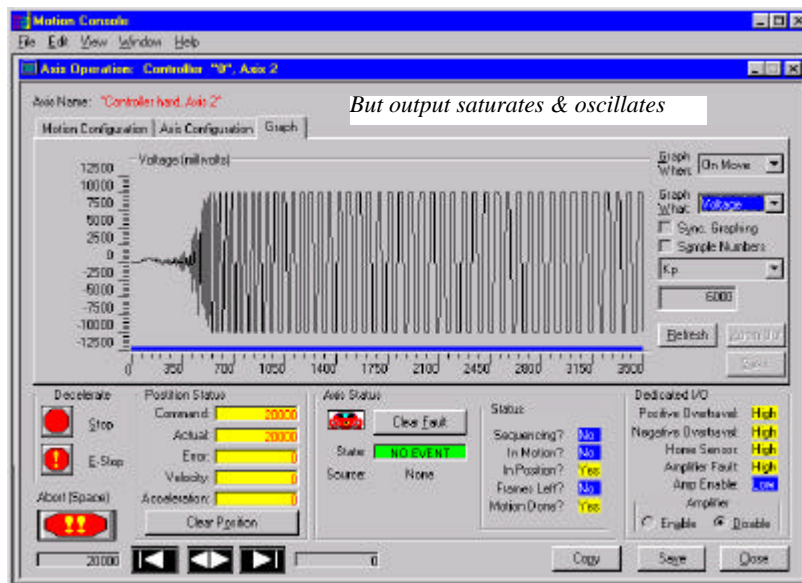 Motion Console
File Edit View Window Help
Axis Operation: Controller "0", Axis 2
Axis Name: "Controller hard, Axis 2"
But output saturates & oscillates
Motion Configuration Axis Configuration Graph
Voltage (millivolts)
12500
10000
7500
5000
2500
0
-2500
-5000
-7500
-10000
-12500
0 350 700 1050 1400 1750 2100 2450 2800 3150 3500
Graph When: On Move
Graph What: Voltage
Sync. Graphing
Sample Numbers
Kp
6000
Refresh Zoom Out
Save
Decelerate
Stop
E-Stop
Abort (Space)
Position Status
Command: 20000
Actual: 20000
Error: 0
Velocity: 0
Acceleration: 0
Clear Position
Axis Status
Clear Fault
State: NO EVENT
Source: None
Status
Sequencing? No
In Motion? No
In Position? Yes
Frames Left? No
Motion Done? Yes
Dedicated I/O
Positive Overtravel: High
Negative Overtravel: High
Home Sensor: High
Amplifier Fault: High
Amp Enable: Low
Amplifier
Enable Disable
20000 0
Copy Save Close